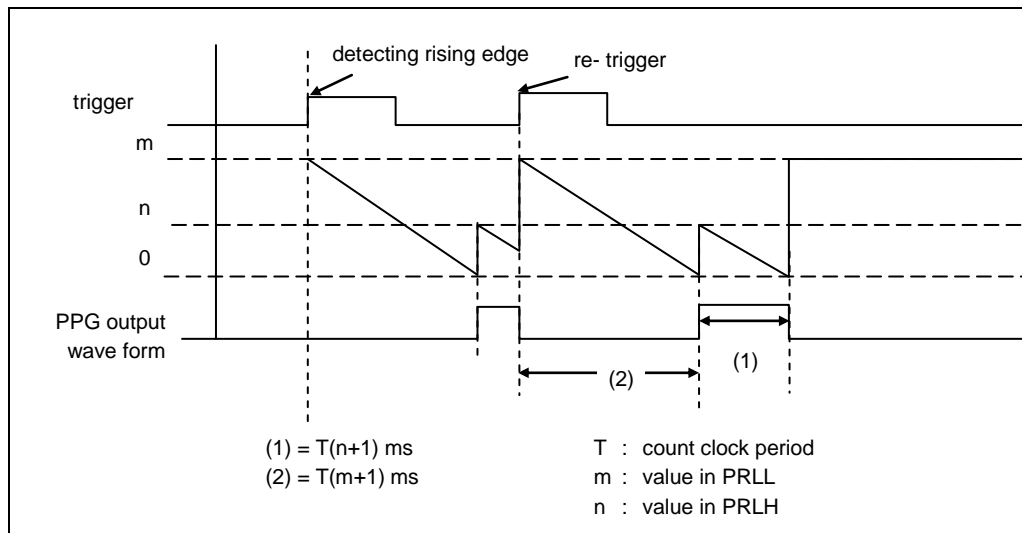 detecting rising edge
re- trigger
trigger
m
n
0
PPG output
wave form
(1)
(2)
(1) = T(n+1) ms
(2) = T(m+1) ms
T : count clock period
m : value in PRLL
n : value in PRLH